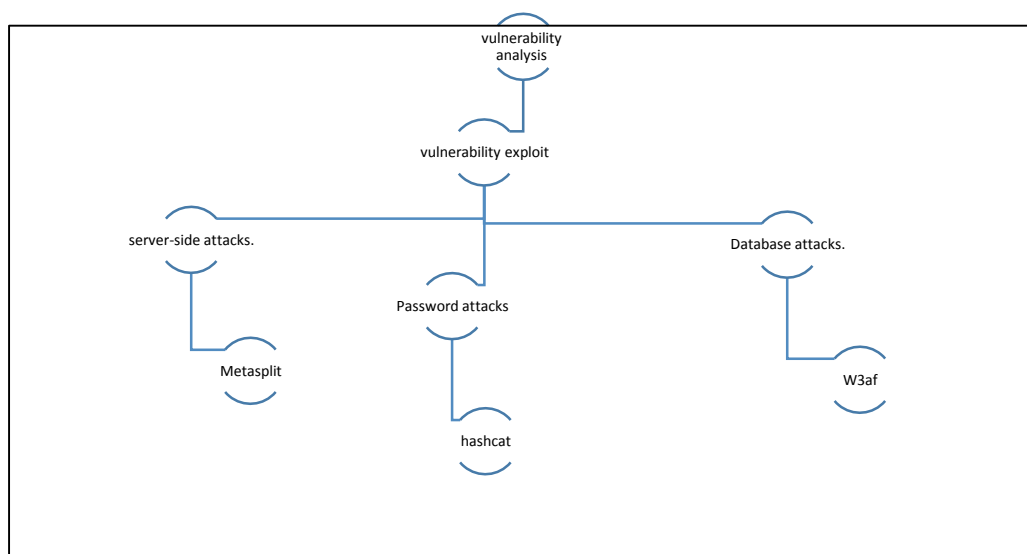 vulnerability
analysis
vulnerability exploit
server-side attacks.
Database attacks.
Password attacks
Metasplit
W3af
hashcat